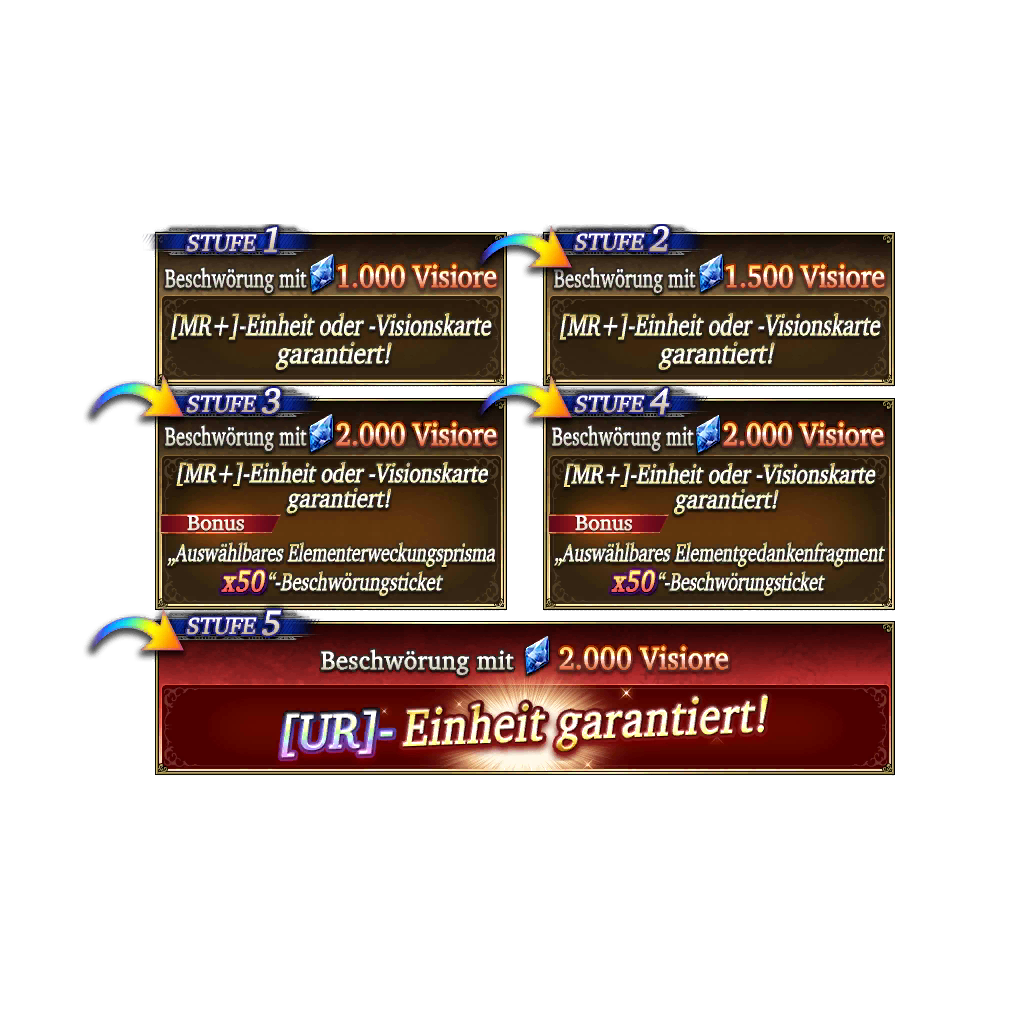 STUFE 1
Beschwörung mit 1.000 Visiore
[MR+]-Einheit oder -Visionskarte
garantiert!
STUFE 2
Beschwörung mit 1.500 Visiore
[MR+]-Einheit oder -Visionskarte
garantiert!
STUFE 3
Beschwörung mit 2.000 Visiore
[MR+]-Einheit oder -Visionskarte
garantiert!
Bonus
„Auswählbares Elementerweckungsprisma
x50“-Beschwörungsticket
STUFE 4
Beschwörung mit 2.000 Visiore
[MR+]-Einheit oder -Visionskarte
garantiert!
Bonus
„Auswählbares Elementgedankenfragment
x50“-Beschwörungsticket
STUFE 5
Beschwörung mit 2.000 Visiore
[UR]- Einheit garantiert!